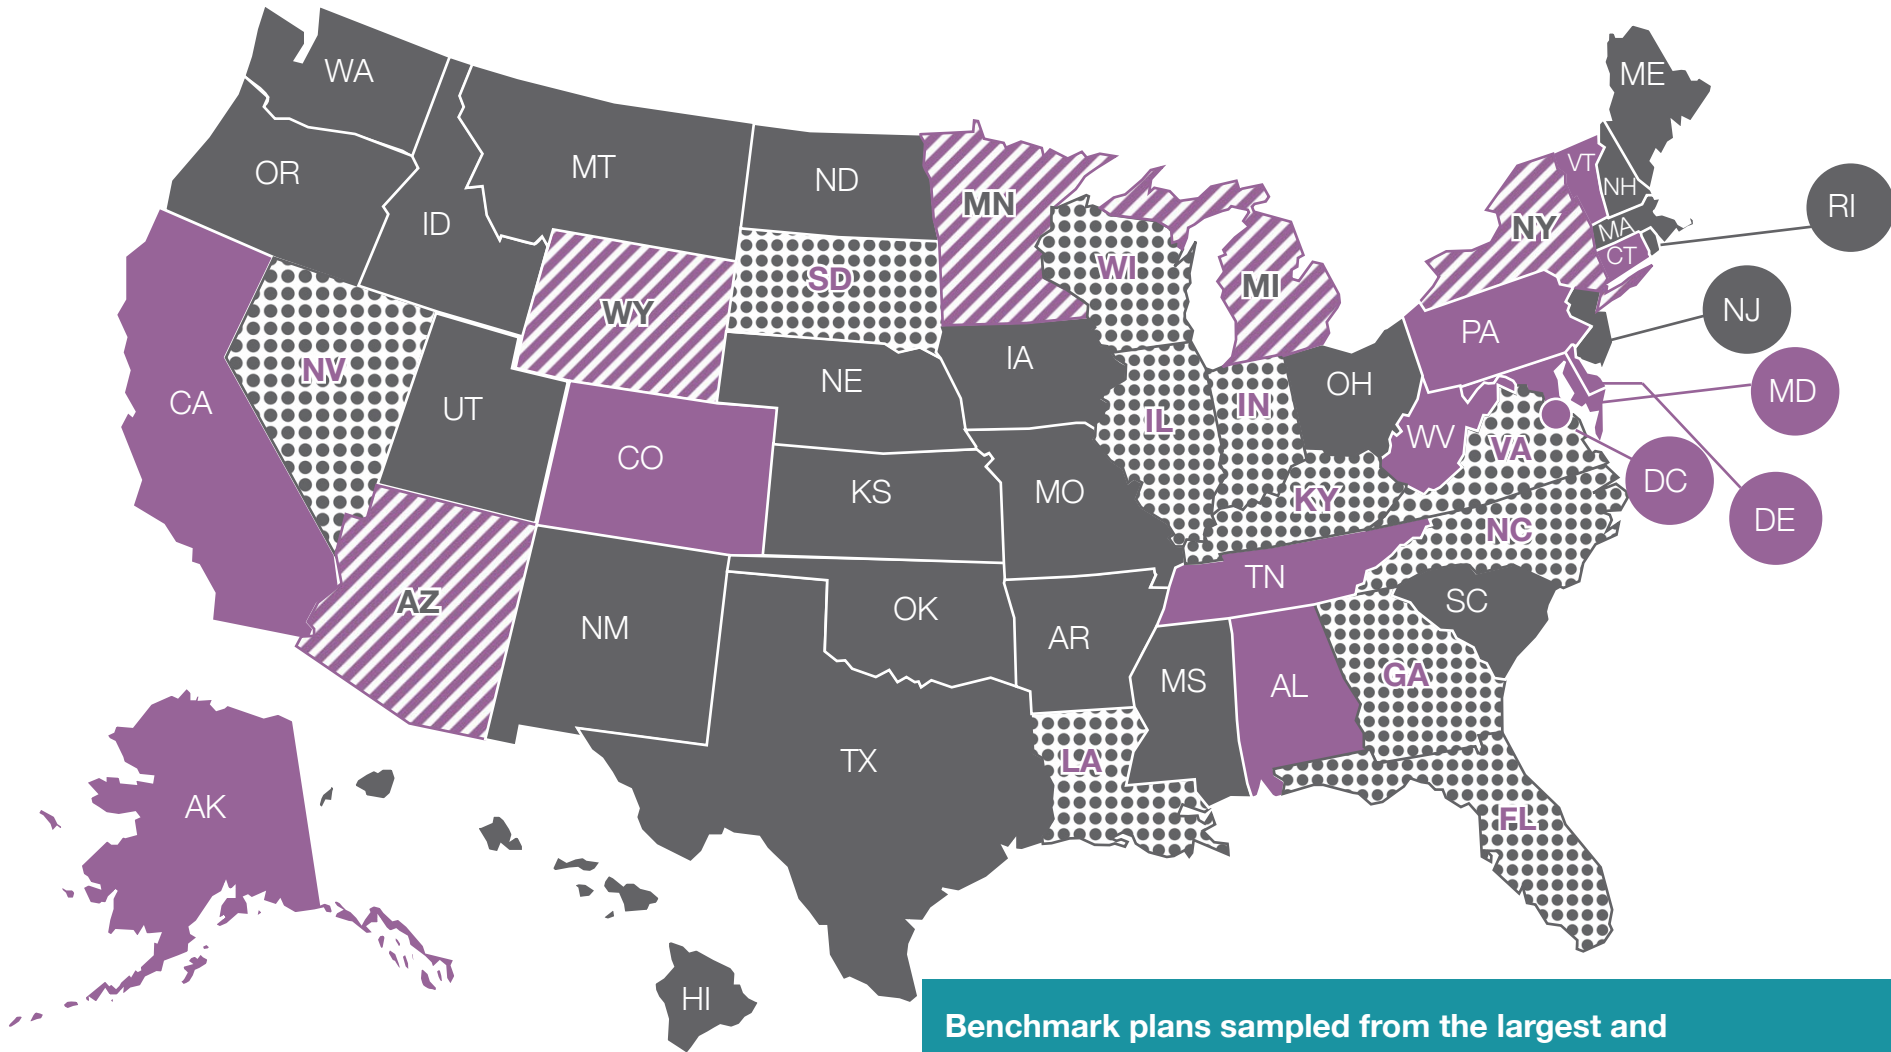 WA
ME
MT
OR
ND
VT
NH
MN
RI
ID
NY
MA
CT
WI
SD
MI
WY
NJ
PA
IA
NV
NE
OH
MD
CA
UT
IN
IL
WV
VA
CO
DC
KS
MO
KY
DE
NC
TN
AZ
SC
OK
NM
AR
GA
MS
AL
TX
LA
AK
FL
HI
Benchmark plans sampled from the largest and